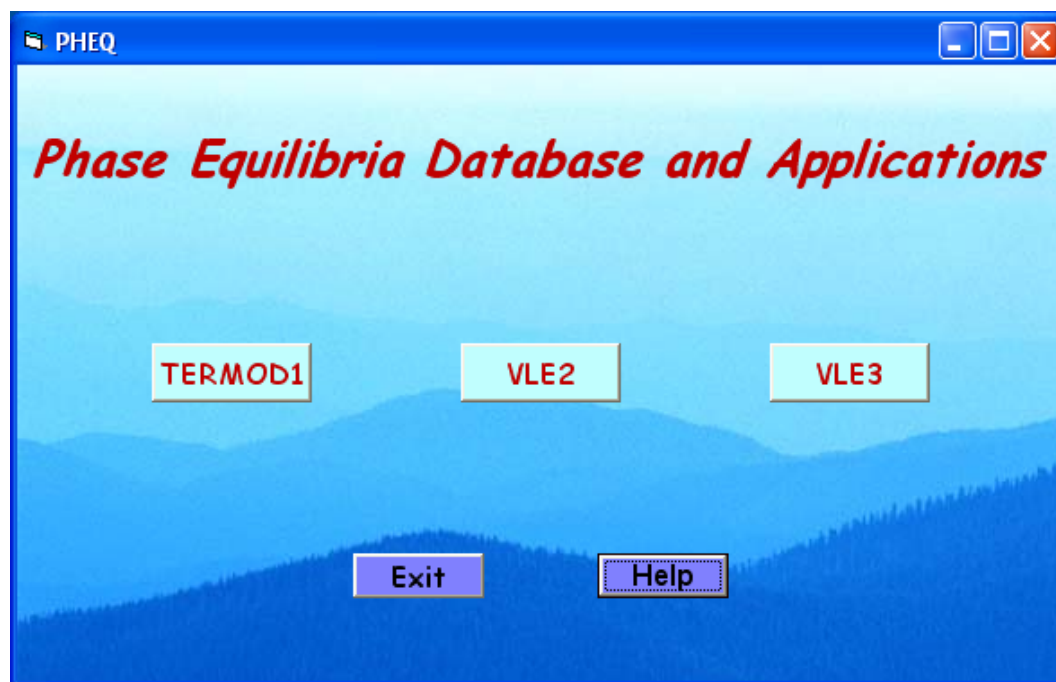 PHEQ
Phase Equilibria Database and Applications
TERMOD1 VLE2 VLE3
Exit Help